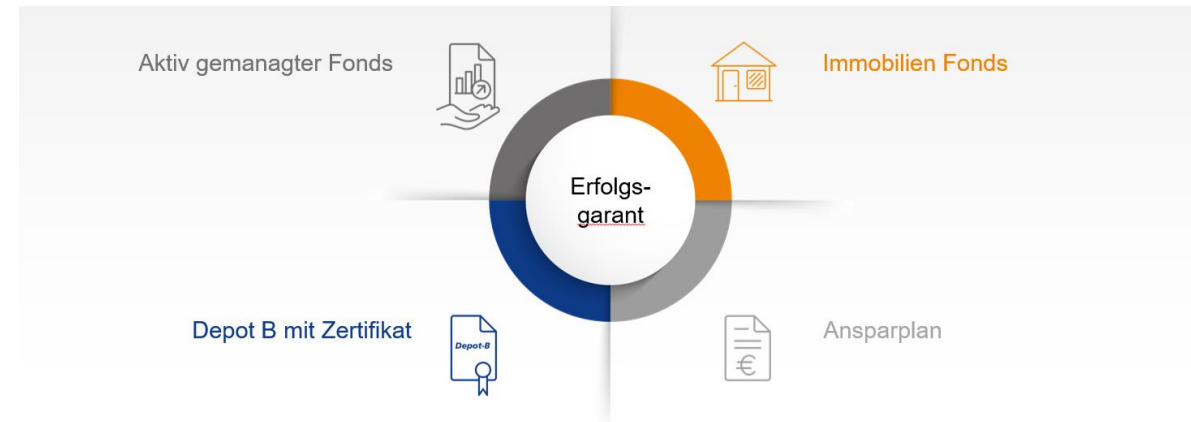 Aktiv gemanagter Fonds
Immobilien Fonds
Erfolgs-
garant
Depot B mit Zertifikat
Depot-B
Ansparplan
€